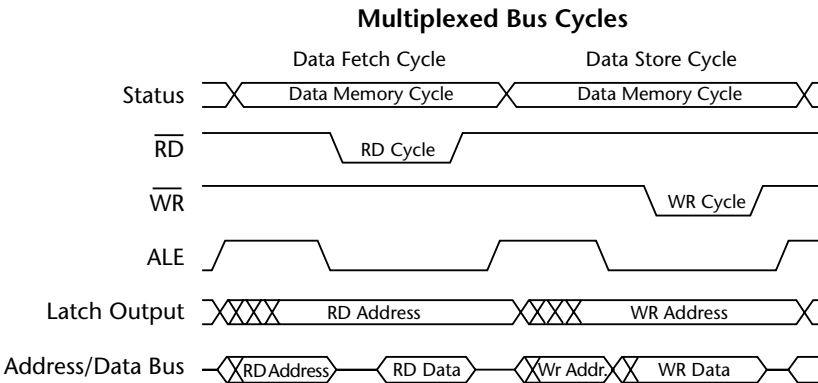 Multiplexed Bus Cycles
Data Fetch Cycle Data Store Cycle
Status Data Memory Cycle Data Memory Cycle
RD RD Cycle
WR WR Cycle
ALE
Latch Output RD Address WR Address
Address/Data Bus RD Address RD Data Wr Addr. WR Data